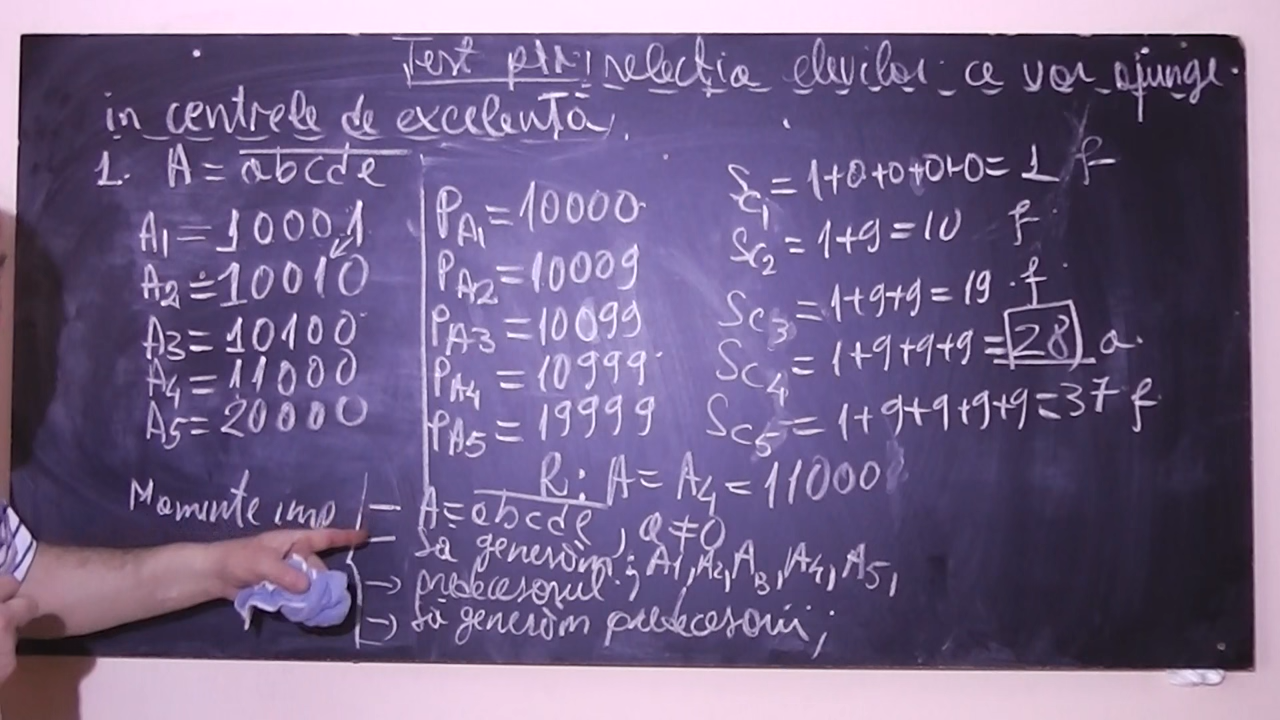 Test ptr: selecția elevilor ce vor ajunge
in centrele de excelență.
1. A = abcde
A1 = 10001
A2 = 10010
A3 = 10100
A4 = 11000
A5 = 20000
PA1 = 10000
PA2 = 10009
PA3 = 10099
PA4 = 10999
PA5 = 19999
Sc1 = 1+0+0+0+0 = 1 f
Sc2 = 1+9 = 10 f
Sc3 = 1+9+9 = 19 f
Sc4 = 1+9+9+9 = 28 a.
Sc5 = 1+9+9+9+9 = 37 f
R: A = A4 = 11000
Momente imp
- A = abcde, a ≠ 0
- Să generăm; A1, A2, A3, A4, A5,
→ predecesorul;
→ să generăm predecesorii;